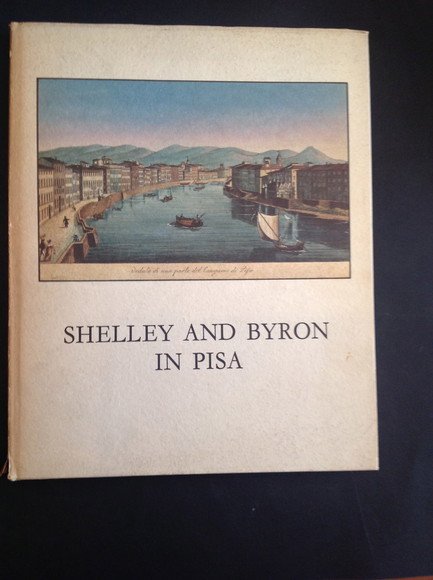 Veduta di una parte del Lungarno di Pisa
SHELLEY AND BYRON
IN PISA